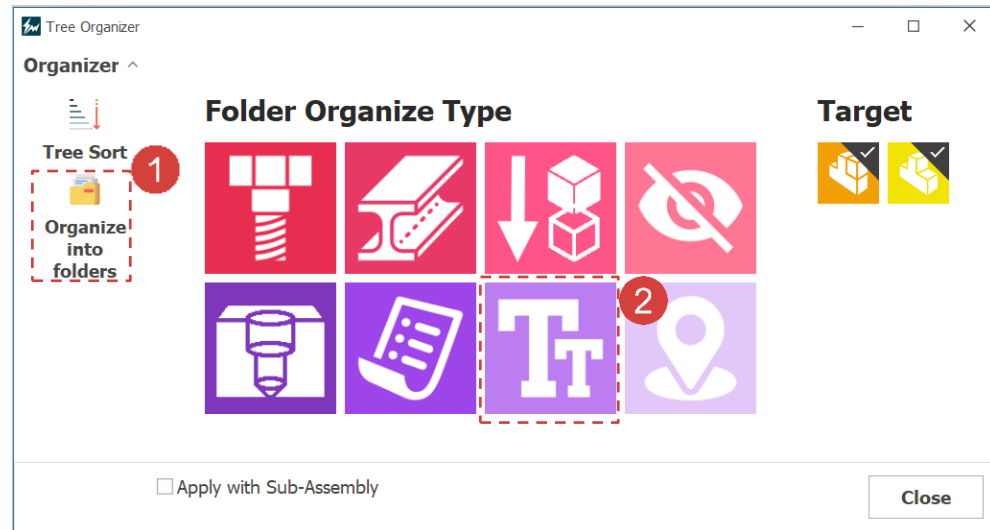 Tree Organizer
Organizer
Tree Sort
1
Organize
into
folders
Folder Organize Type
2
Target
Apply with Sub-Assembly
Close